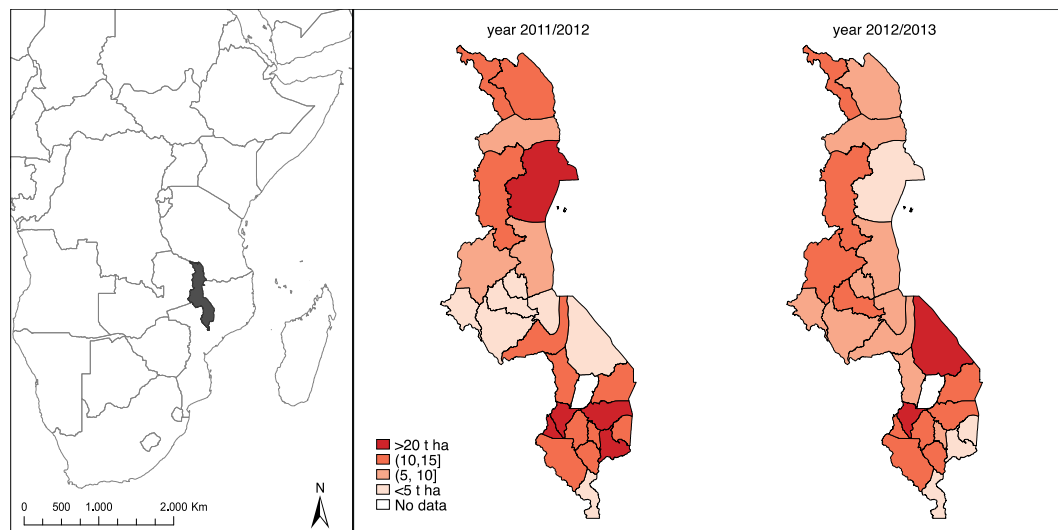 year 2011/2012
year 2012/2013
>20 t ha
(10,15]
(5, 10]
<5 t ha
No data
0 500 1.000 2.000 Km
N